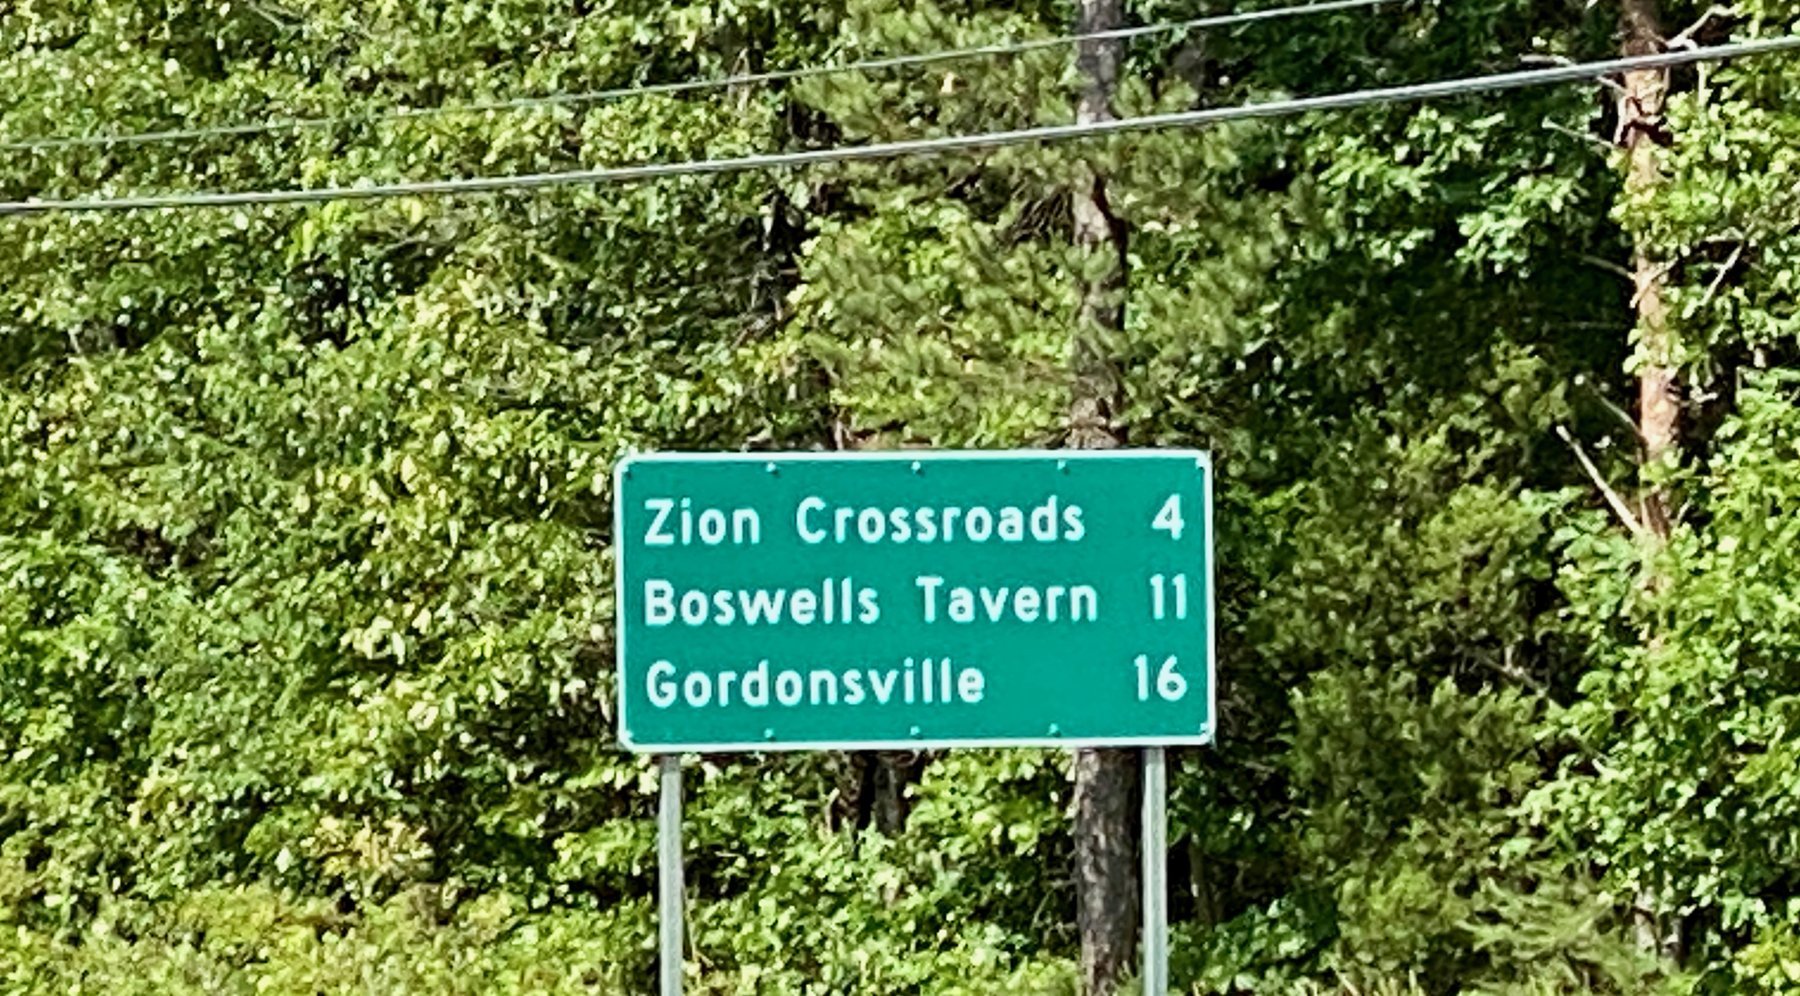 Zion Crossroads 4
Boswells Tavern 11
Gordonsville 16